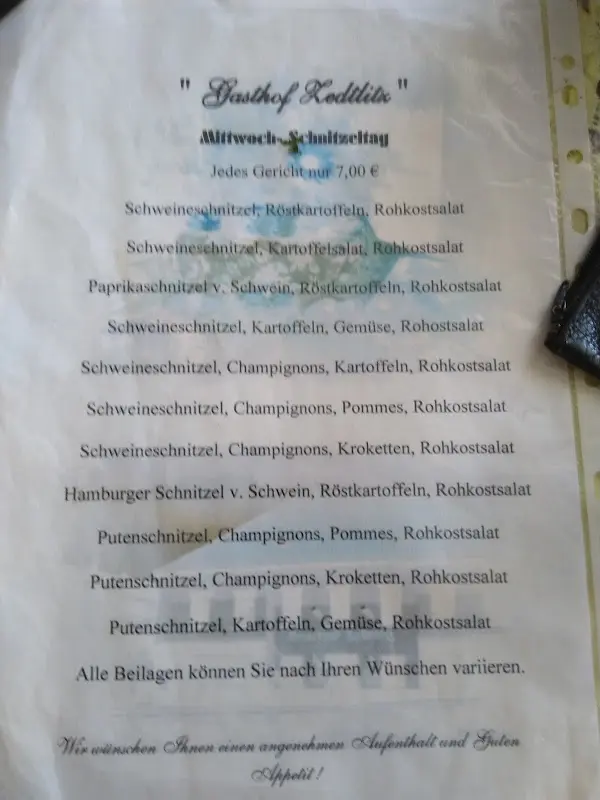 " Gasthof Zedtlitz "
Mittwoch- Schnitzeltag
Jedes Gericht nur 7,00 €
Schweineschnitzel, Röstkartoffeln, Rohkostsalat
Schweineschnitzel, Kartoffelsalat, Rohkostsalat
Paprikaschnitzel v. Schwein, Röstkartoffeln, Rohkostsalat
Schweineschnitzel, Kartoffeln, Gemüse, Rohostsalat
Schweineschnitzel, Champignons, Kartoffeln, Rohkostsalat
Schweineschnitzel, Champignons, Pommes, Rohkostsalat
Schweineschnitzel, Champignons, Kroketten, Rohkostsalat
Hamburger Schnitzel v. Schwein, Röstkartoffeln, Rohkostsalat
Putenschnitzel, Champignons, Pommes, Rohkostsalat
Putenschnitzel, Champignons, Kroketten, Rohkostsalat
Putenschnitzel, Kartoffeln, Gemüse, Rohkostsalat
Alle Beilagen können Sie nach Ihren Wünschen variieren.
Wir wünschen Ihnen einen angenehmen Aufenthalt und Guten
Appetit !